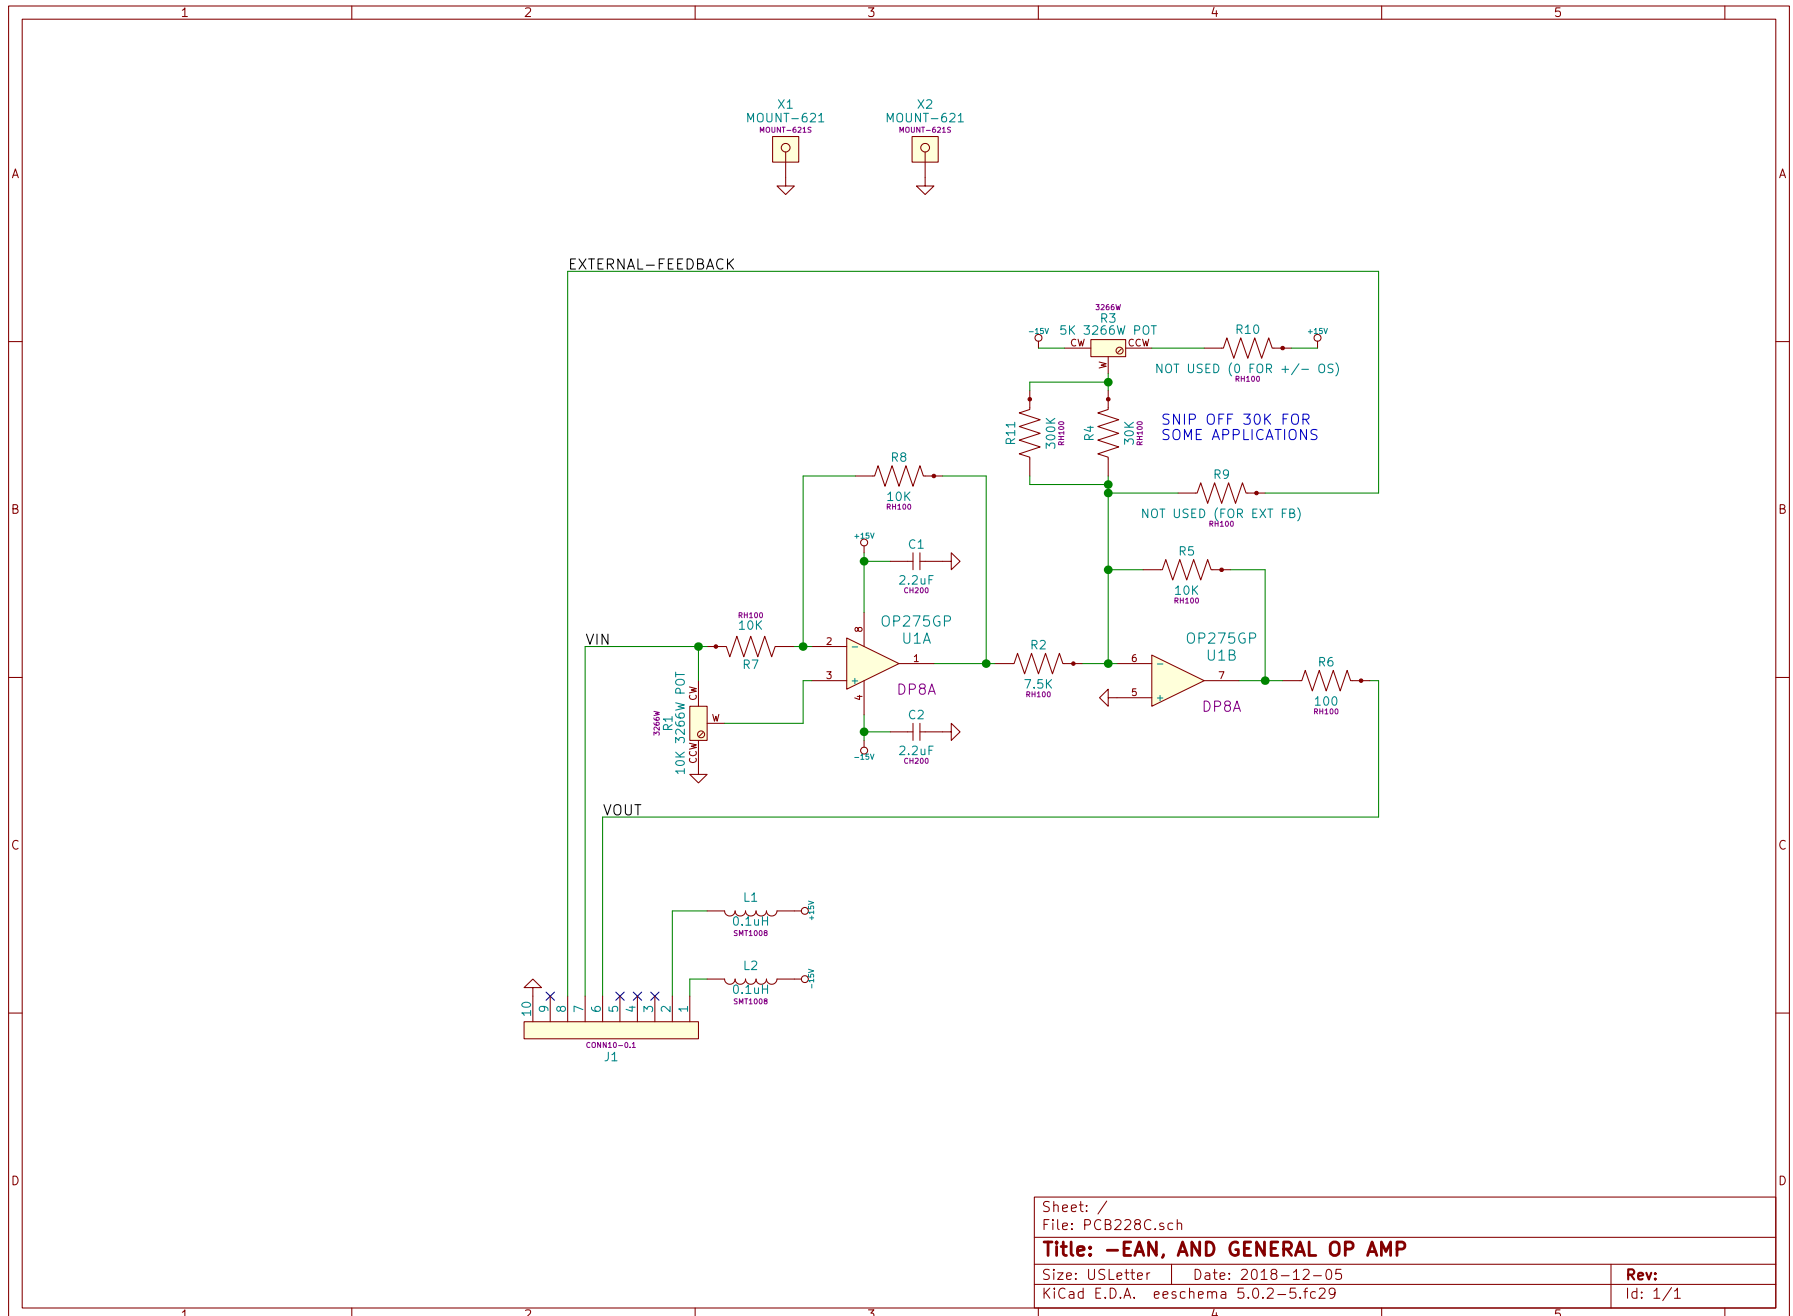 1 2 3 4 5
X1
MOUNT-621
MOUNT-621S
X2
MOUNT-621
MOUNT-621S
A A
EXTERNAL-FEEDBACK
3266W
R3
5K 3266W POT
-15V
CW
CCW
W
R10
+15V
NOT USED (0 FOR +/- OS)
RH100
SNIP OFF 30K FOR
SOME APPLICATIONS
R11
300K
RH100
R4
30K
RH100
R8
10K
RH100
R9
NOT USED (FOR EXT FB)
RH100
B B
+15V
C1
2.2uF
CH200
R5
10K
RH100
VIN
RH100
10K
R7
8
2
3
1
4
OP275GP
U1A
DP8A
R2
7.5K
RH100
OP275GP
U1B
6
5
7
DP8A
R6
100
RH100
3266W
R1
10K 3266W POT
CW
W
CCW
C2
2.2uF
CH200
-15V
VOUT
C C
L1
0.1uH
SMT1008
+15V
L2
0.1uH
SMT1008
-15V
10 9 8 7 6 5 4 3 2 1
CONN10-0.1
J1
D D
Sheet: /
File: PCB228C.sch
Title: -EAN, AND GENERAL OP AMP
Size: USLetter Date: 2018-12-05 Rev:
KiCad E.D.A. eeschema 5.0.2-5.fc29 Id: 1/1
1 2 3 4 5